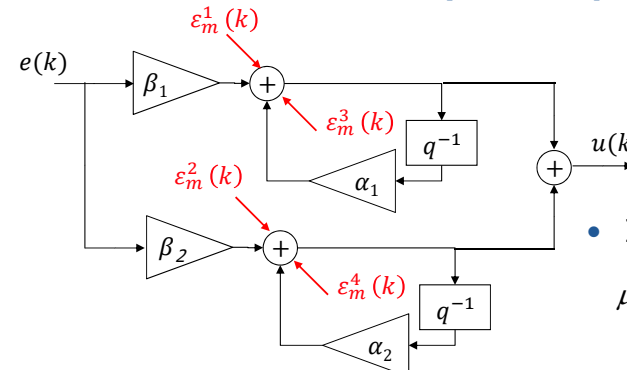 ε_m^1(k)
e(k)
β_1
+
ε_m^3(k)
q^{-1}
α_1
u(k
+
ε_m^2(k)
β_2
+
ε_m^4(k)
q^{-1}
α_2
μ